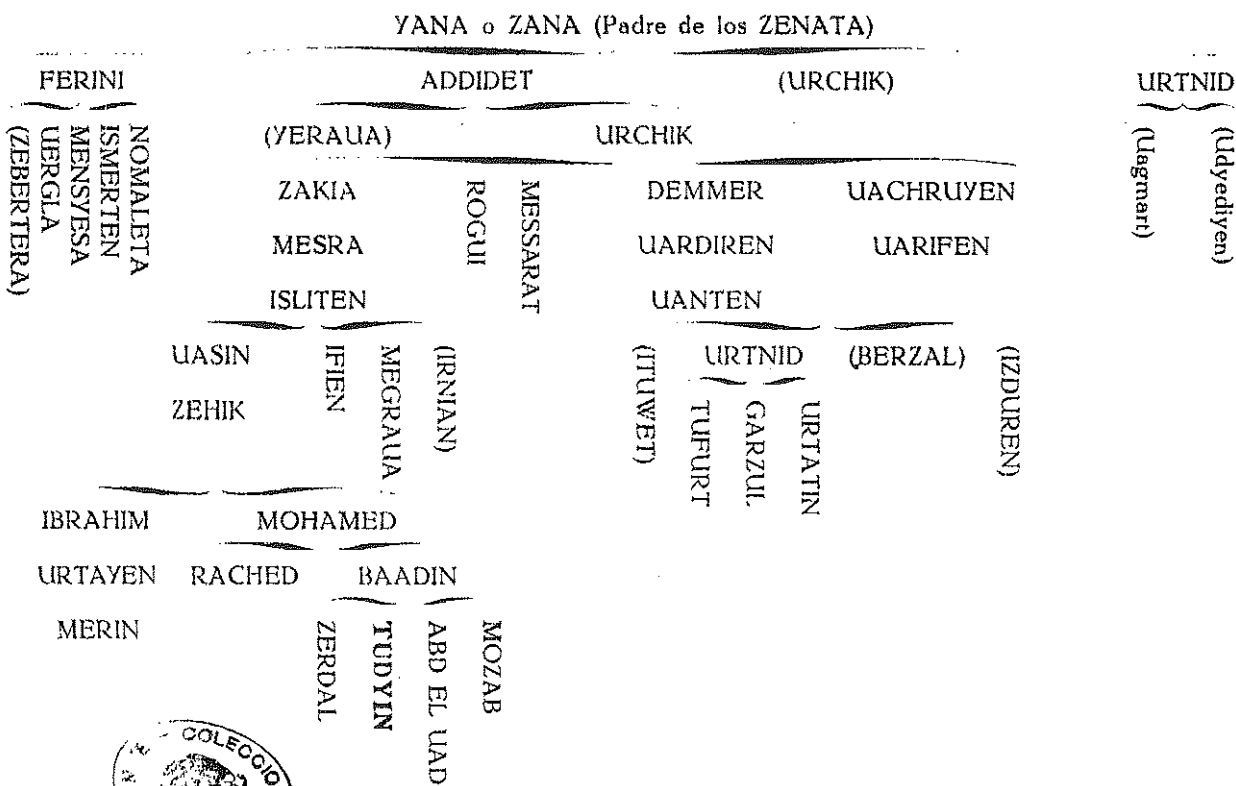 YANA o ZANA (Padre de los ZENATA)
FERINI ADDIDET (URCHIK) URTNID
(ZEBERTERA)
UERGLA
MENSYESA
ISMERTEN
NOMALETA
(YERAUA) URCHIK
(Uagmart)
(Udyediyen)
ZAKIA
ROGUI
MESSARAT
DEMMER UACHRUYEN
MESRA UARDIREN UARIFEN
ISLITEN UANTEN
UASIN
IFIEN
MEGRAUA
(IRNIAN)
(ITUWET)
URTNID (BERZAL)
(IZDUREN)
ZEHIK
TUFURT
GARZUL
URTATIN
IBRAHIM MOHAMED
URTAYEN RACHED BAADIN
MERIN
ZERDAL
TUDYIN
ABD EL UAD
MOZAB